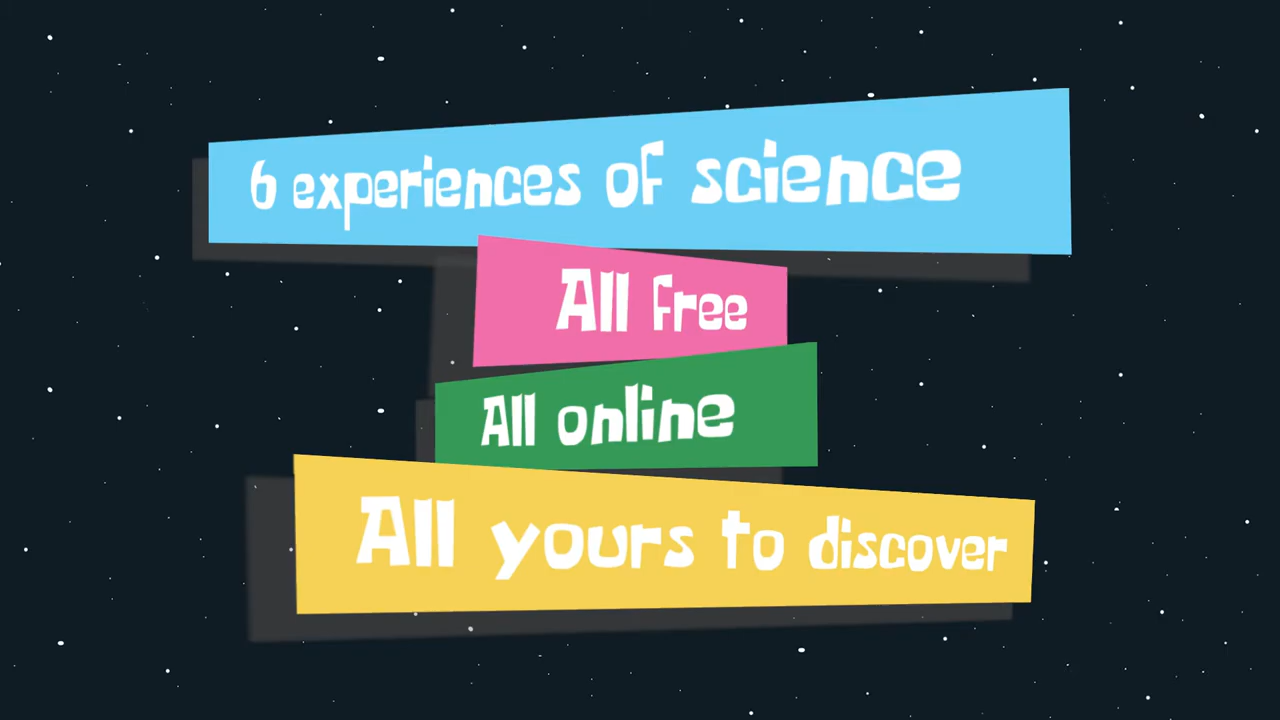 6 experiences of science
All free
All online
All yours to discover